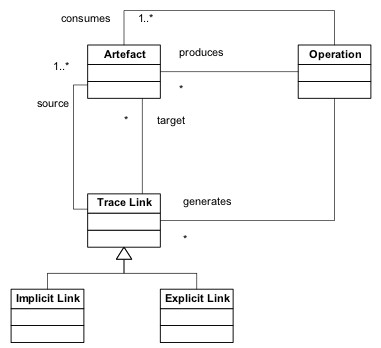 consumes 1..*
Artefact produces Operation
1..*
*
source
* target
Trace Link generates
*
Implicit Link Explicit Link